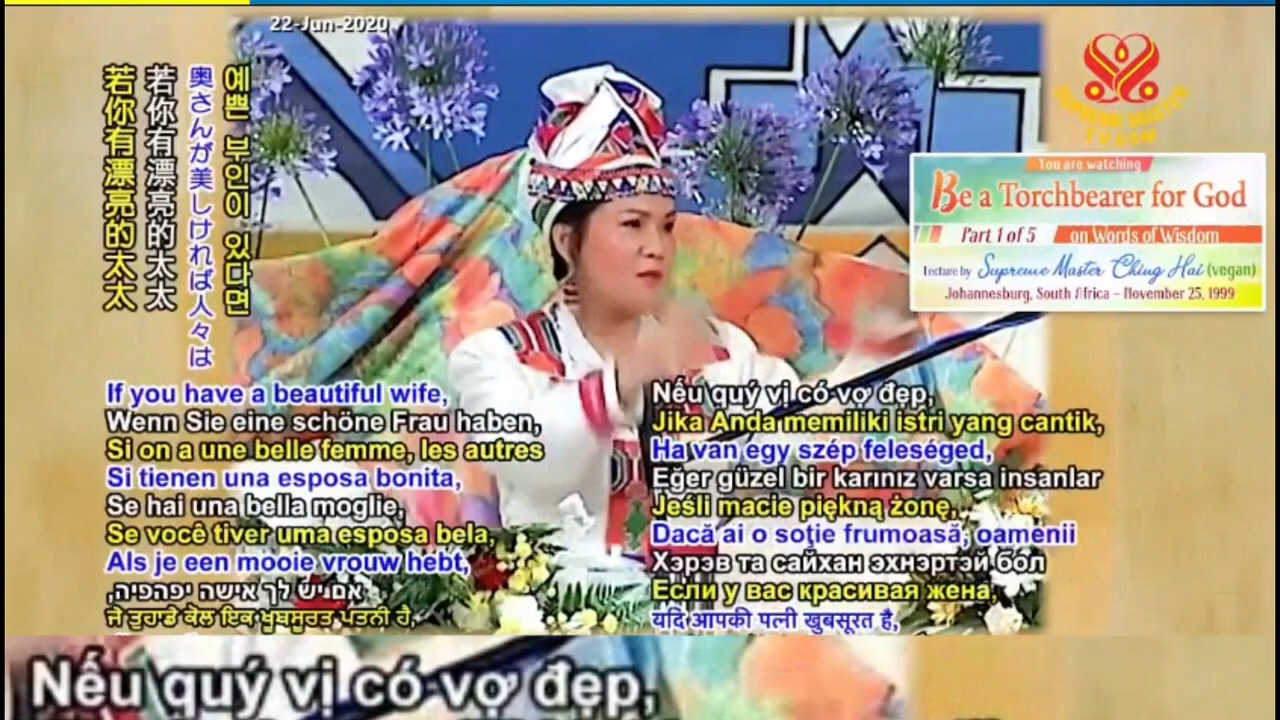 22-Jun-2020
SUPREME MASTER
TV.COM
You are watching
Be a Torchbearer for God
Part 1 of 5 on Words of Wisdom
Lecture by Supreme Master Ching Hai (vegan)
Johannesburg, South Africa – November 25, 1999
예쁜 부인이 있다면
奥さんが美しければ人々は
若你有漂亮的太太
若你有漂亮的太太
If you have a beautiful wife,
Wenn Sie eine schöne Frau haben,
Si on a une belle femme, les autres
Si tienen una esposa bonita,
Se hai una bella moglie,
Se você tiver uma esposa bela,
Als je een mooie vrouw hebt,
אם יש לך אישה יפהפיה,
ਜੇ ਤੁਹਾਡੇ ਕੋਲ ਇਕ ਖੂਬਸੂਰਤ ਪਤਨੀ ਹੈ,
Nếu quý vị có vợ đẹp,
Jika Anda memiliki istri yang cantik,
Ha van egy szép feleséged,
Eğer güzel bir karınız varsa insanlar
Jeśli macie piękną żonę,
Dacă ai o soţie frumoasă, oamenii
Хэрэв та сайхан эхнэртэй бол
Если у вас красивая жена,
यदि आपकी पत्नी खुबसूरत है,
Nếu quý vị có vợ đẹp,